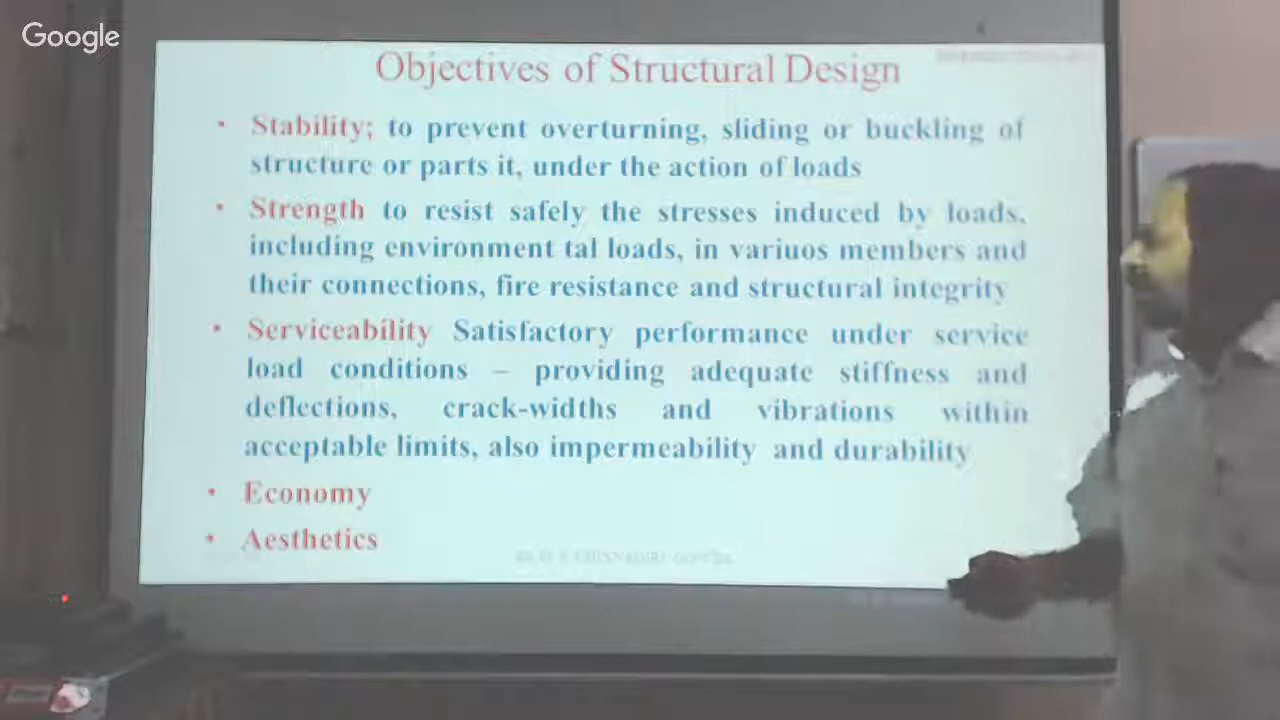 Google
Objectives of Structural Design
• Stability; to prevent overturning, sliding or buckling of
structure or parts it, under the action of loads
• Strength to resist safely the stresses induced by loads,
including environment tal loads, in variuos members and
their connections, fire resistance and structural integrity
• Serviceability Satisfactory performance under service
load conditions – providing adequate stiffness and
deflections, crack-widths and vibrations within
acceptable limits, also impermeability and durability
• Economy
• Aesthetics